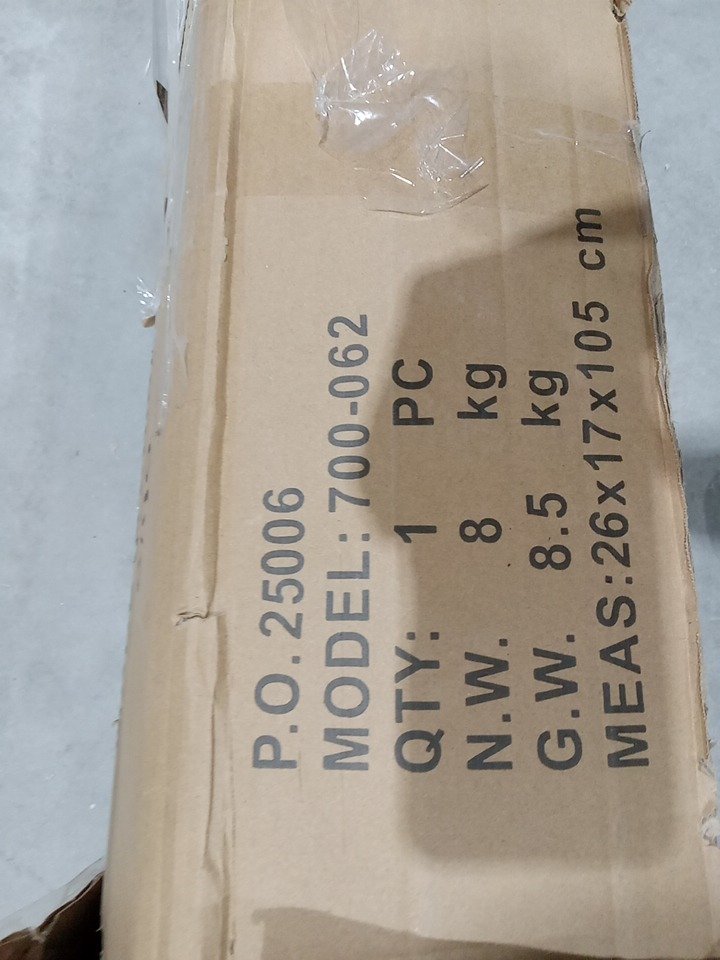 P.O.25006
MODEL: 700-062
QTY: 1 PC
N.W. 8 kg
G.W. 8.5 kg
MEAS:26x17x105 cm